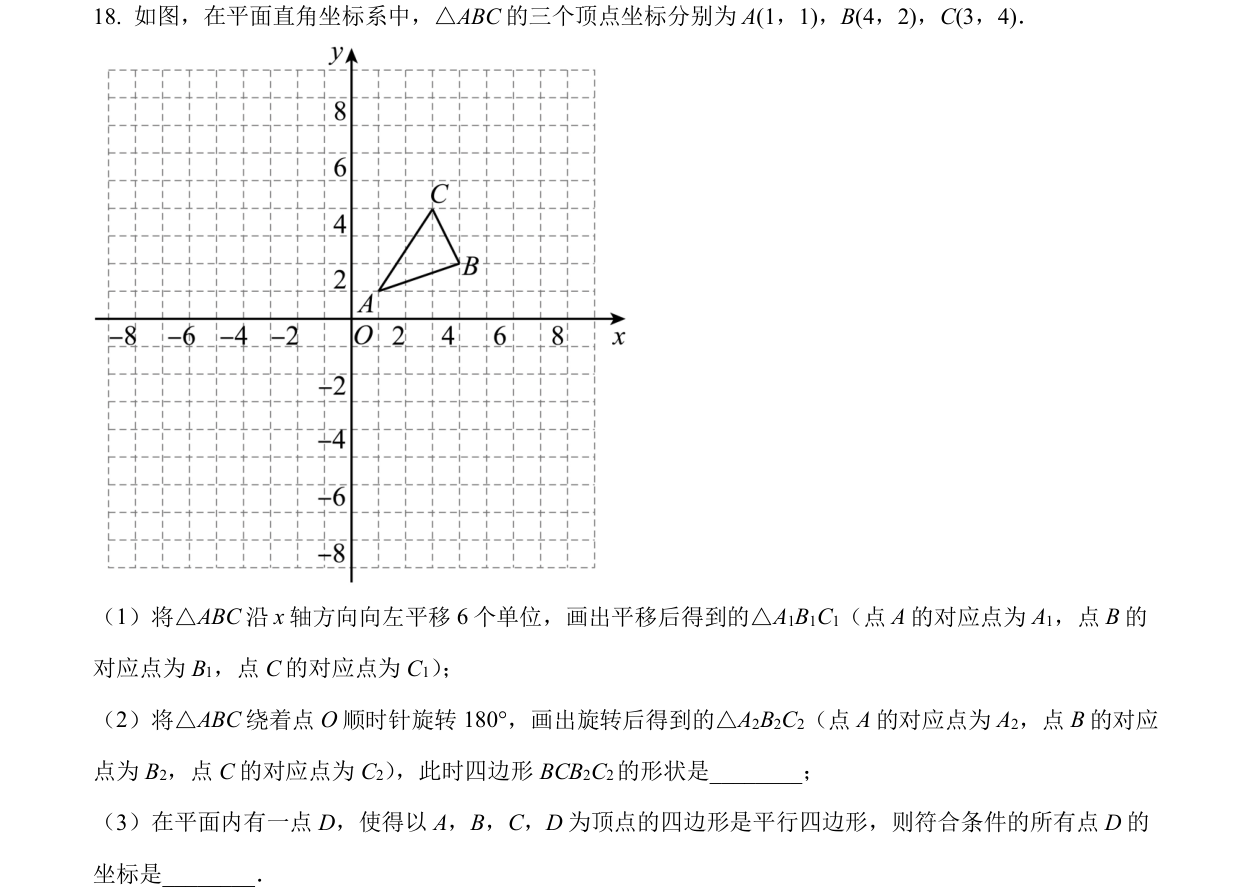 18. 如图，在平面直角坐标系中，△ABC的三个顶点坐标分别为A(1，1)，B(4，2)，C(3，4)．
y
8
6
C
4
B
2
A
–8 –6 –4 –2 O 2 4 6 8 x
–2
–4
–6
–8
（1）将△ABC沿x轴方向向左平移6个单位，画出平移后得到的△A₁B₁C₁（点A的对应点为A₁，点B的
对应点为B₁，点C的对应点为C₁）；
（2）将△ABC绕着点O顺时针旋转180°，画出旋转后得到的△A₂B₂C₂（点A的对应点为A₂，点B的对应
点为B₂，点C的对应点为C₂），此时四边形BCB₂C₂的形状是________；
（3）在平面内有一点D，使得以A，B，C，D为顶点的四边形是平行四边形，则符合条件的所有点D的
坐标是________．